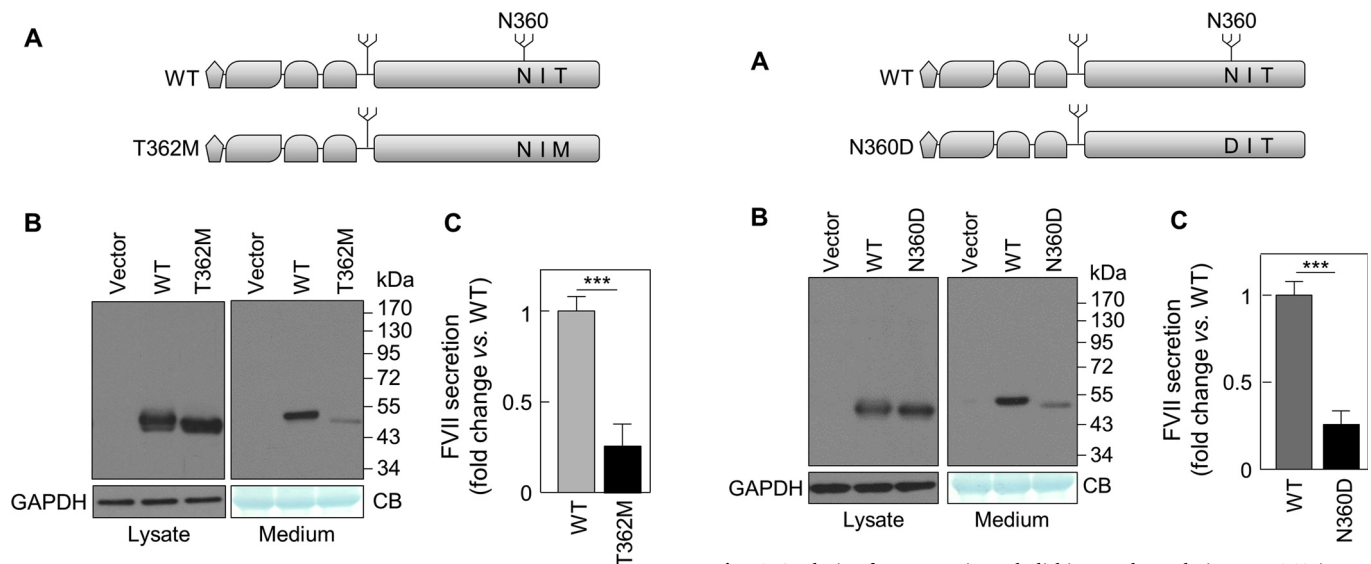 A
N360
WT
N I T
T362M
N I M
B
Vector
WT
T362M
Vector
WT
T362M
kDa
170
130
95
72
55
43
34
GAPDH
CB
Lysate
Medium
C
FVII secretion
(fold change vs. WT)
***
1
0.5
0
WT
T362M
A
N360
WT
N I T
N360D
D I T
B
Vector
WT
N360D
Vector
WT
N360D
kDa
170
130
95
72
55
43
34
GAPDH
CB
Lysate
Medium
C
FVII secretion
(fold change vs. WT)
***
1
0.5
0
WT
N360D